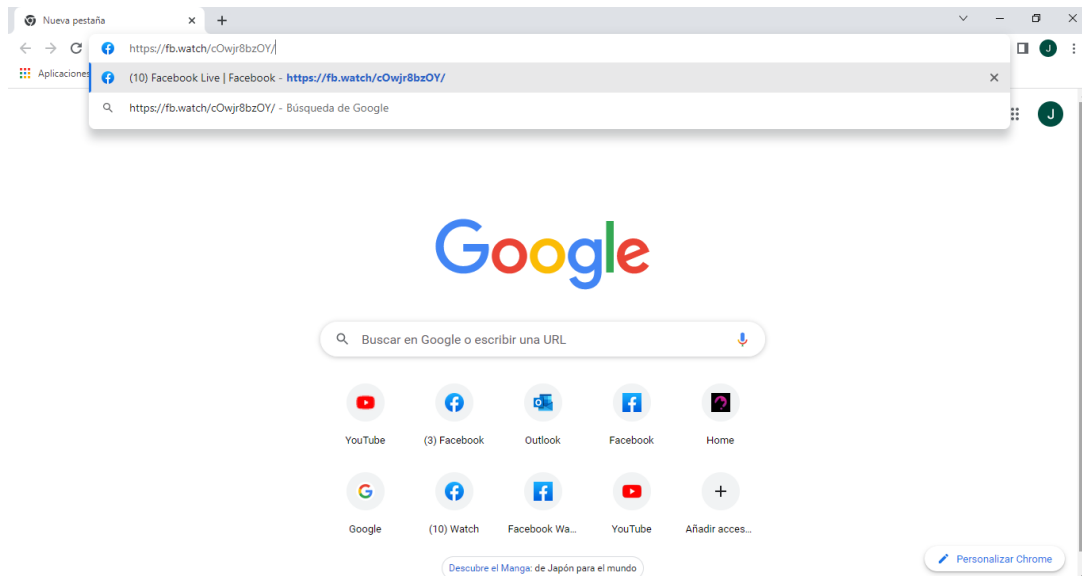 Nueva pestaña
https://fb.watch/cOwjr8bzOY/
Aplicaciones
(10) Facebook Live | Facebook - https://fb.watch/cOwjr8bzOY/
https://fb.watch/cOwjr8bzOY/ - Búsqueda de Google
J
J
Google
Buscar en Google o escribir una URL
YouTube
(3) Facebook
Outlook
Facebook
Home
Google
(10) Watch
Facebook Wa...
YouTube
Añadir acces...
Descubre el Manga: de Japón para el mundo
Personalizar Chrome